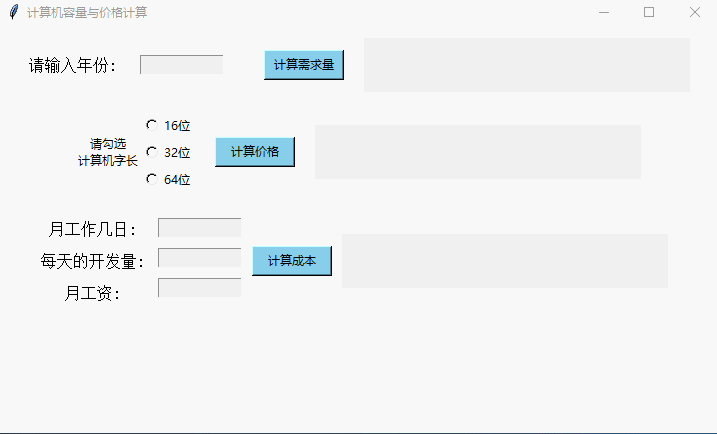 计算机容量与价格计算
请输入年份：
计算需求量
请勾选
计算机字长
16位
32位
64位
计算价格
月工作几日：
每天的开发量：
月工资：
计算成本